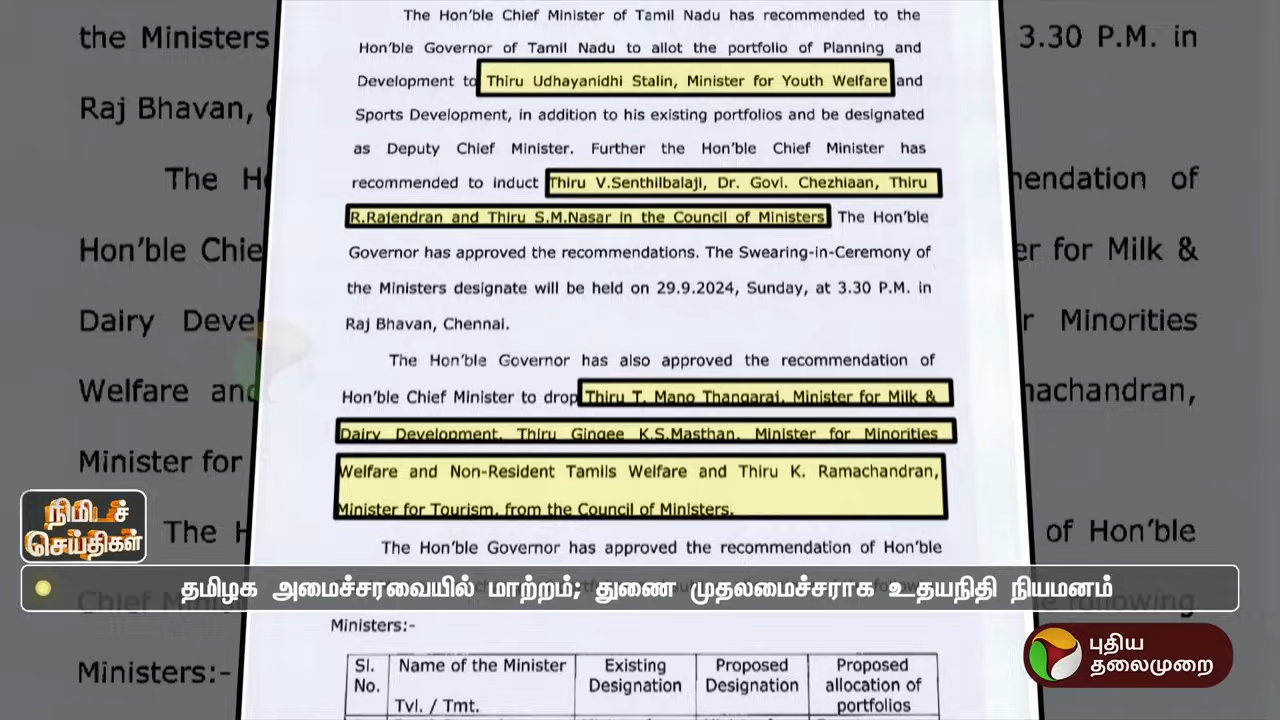 The Hon'ble Chief Minister of Tamil Nadu has recommended to the
Hon'ble Governor of Tamil Nadu to allot the portfolio of Planning and
Development to Thiru Udhayanidhi Stalin, Minister for Youth Welfare and
Sports Development, in addition to his existing portfolios and be designated
as Deputy Chief Minister. Further the Hon'ble Chief Minister has
recommended to induct Thiru V.Senthilbalaji, Dr. Govi. Chezhiaan, Thiru
R.Rajendran and Thiru S.M.Nasar in the Council of Ministers. The Hon'ble
Governor has approved the recommendations. The Swearing-in-Ceremony of
the Ministers designate will be held on 29.9.2024, Sunday, at 3.30 P.M. in
Raj Bhavan, Chennai.
The Hon'ble Governor has also approved the recommendation of
Hon'ble Chief Minister to drop Thiru T. Mano Thangaraj, Minister for Milk &
Dairy Development, Thiru Gingee K.S.Masthan, Minister for Minorities
Welfare and Non-Resident Tamils Welfare and Thiru K. Ramachandran,
Minister for Tourism, from the Council of Ministers.
The Hon'ble Governor has approved the recommendation of Hon'ble
Ministers:-
Sl. No. Name of the Minister Tvl. / Tmt. Existing Designation Proposed Designation Proposed allocation of portfolios
the Ministers 3.30 P.M. in
Raj Bhavan,
The
of
Hon'ble Chie for Milk &
Dairy Minorities
Welfare and
Minister for
The of Hon'ble
following
Ministers:-
நிமிடச்
செய்திகள்
தமிழக அமைச்சரவையில் மாற்றம்; துணை முதலமைச்சராக உதயநிதி நியமனம்
புதிய
தலைமுறை